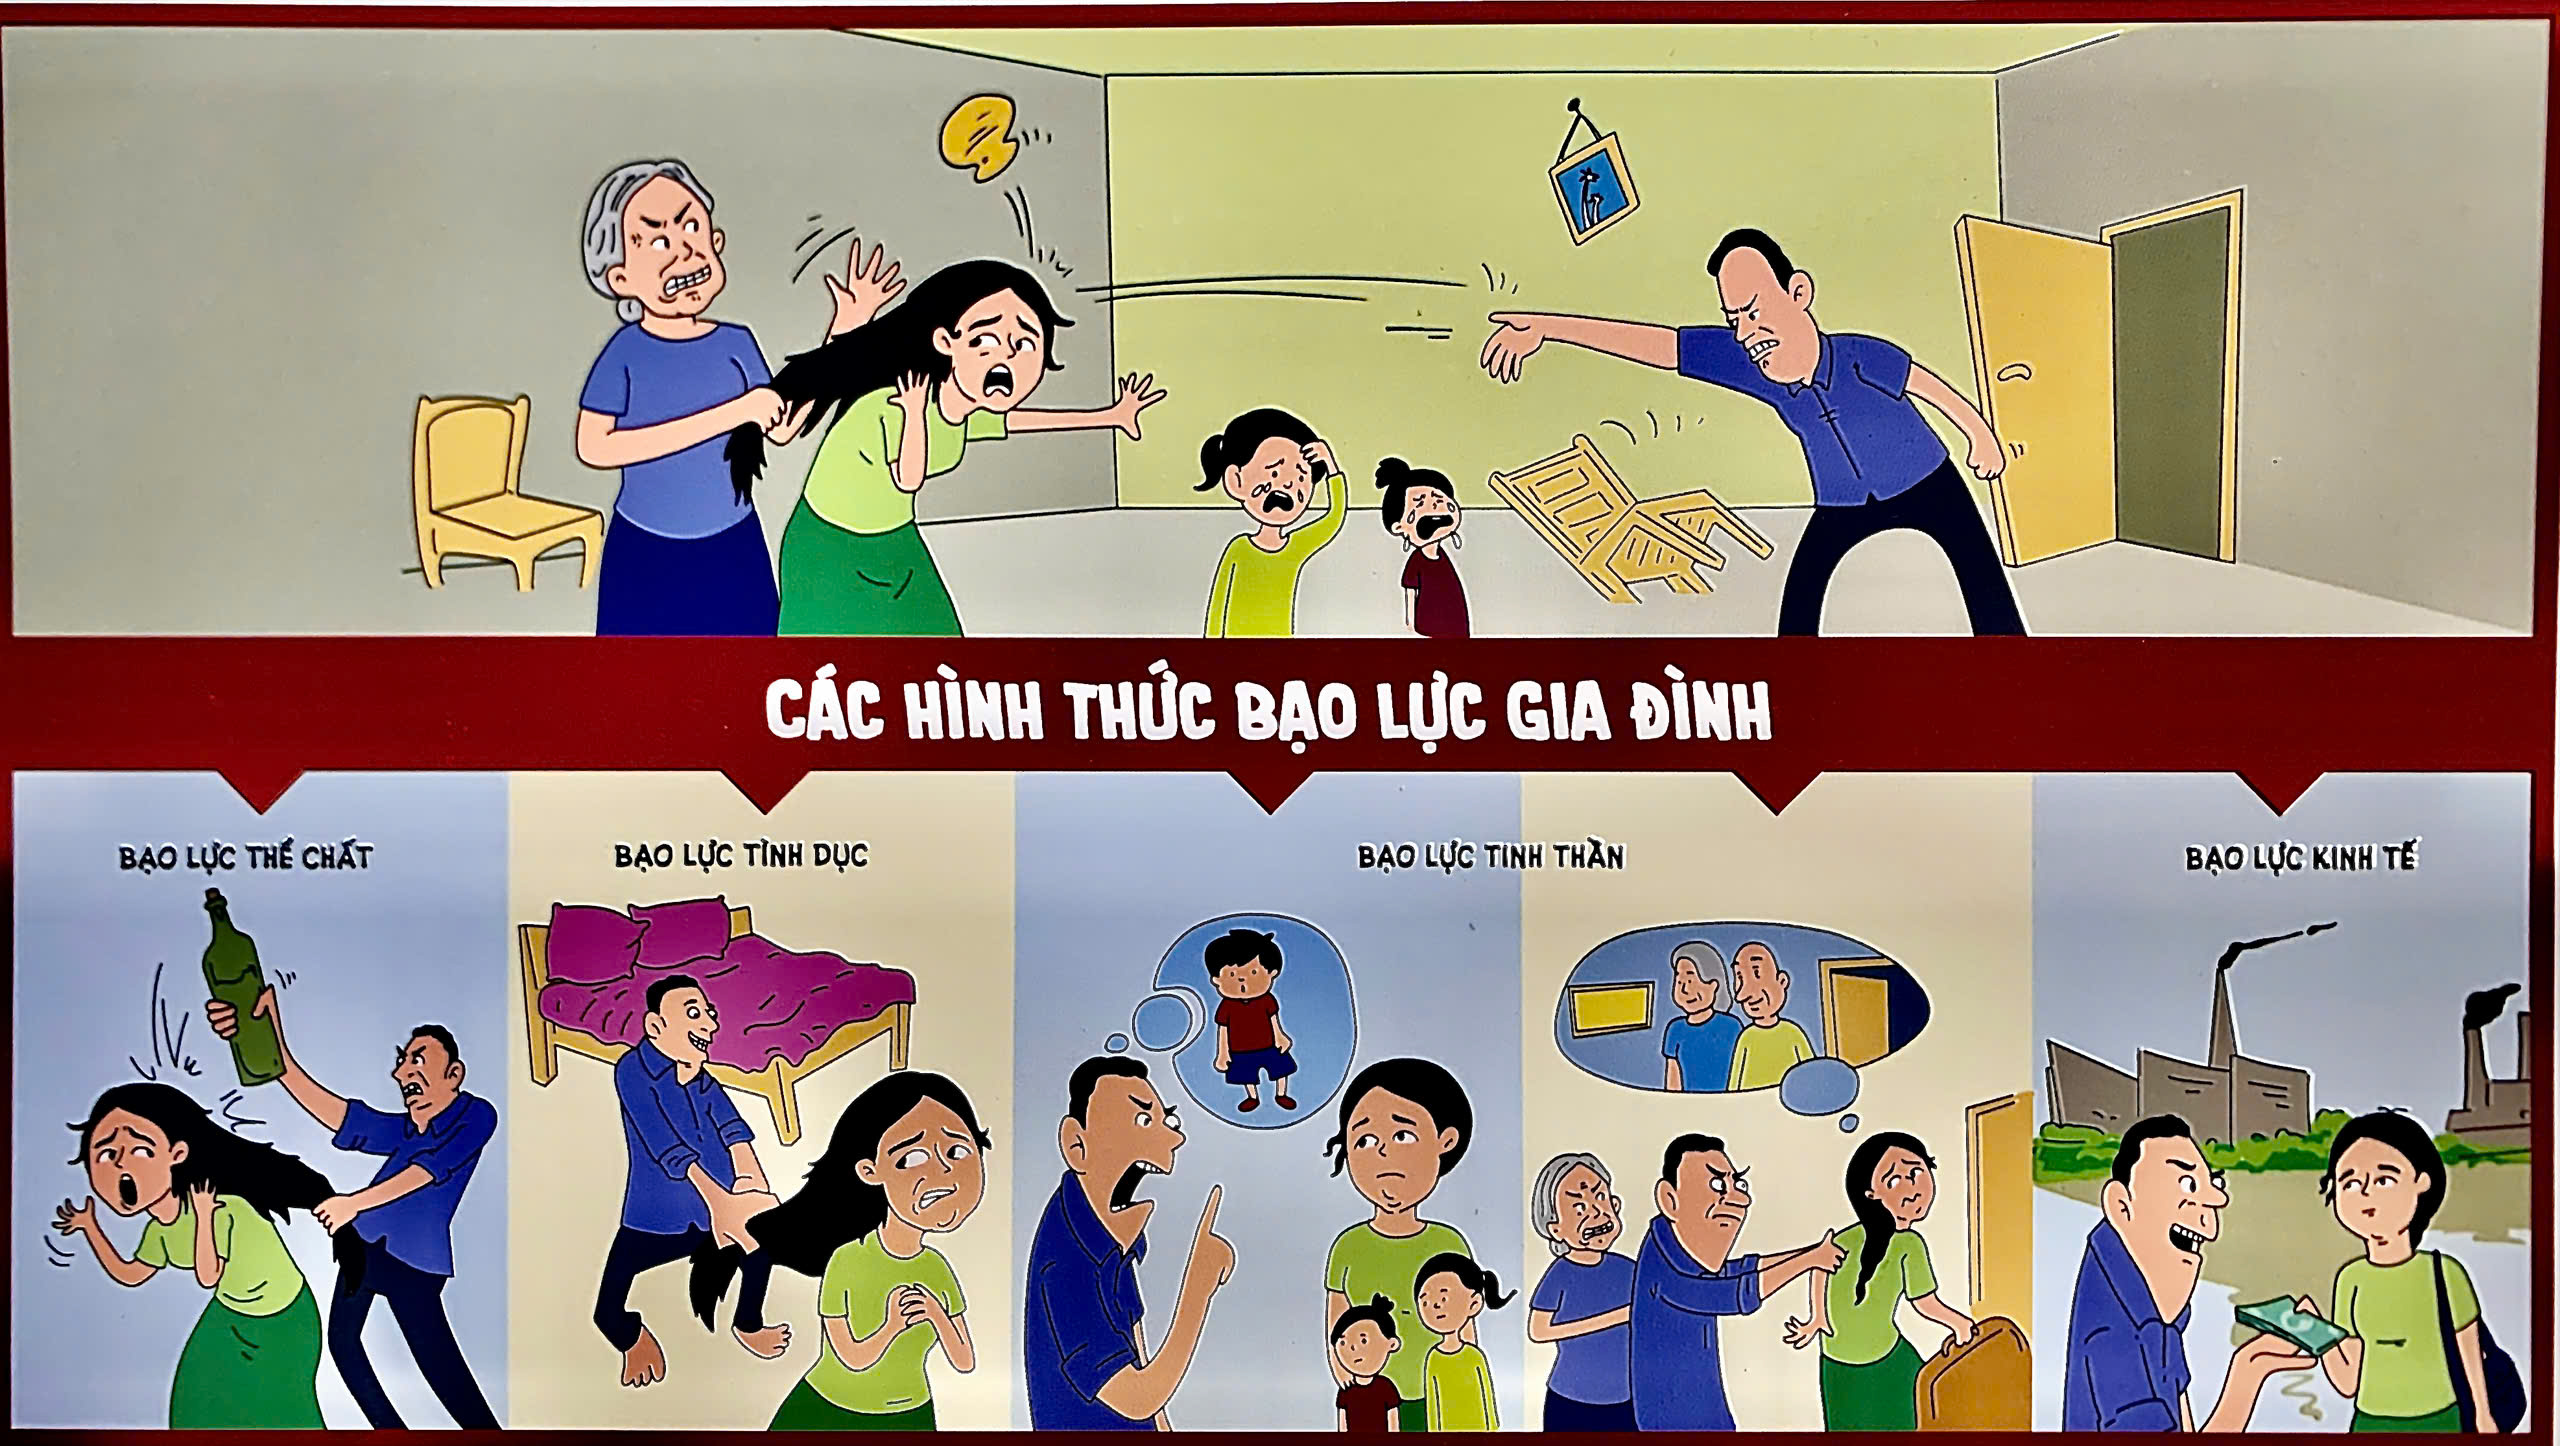 CÁC HÌNH THỨC BẠO LỰC GIA ĐÌNH
BẠO LỰC THỂ CHẤT
BẠO LỰC TÌNH DỤC
BẠO LỰC TINH THẦN
BẠO LỰC KINH TẾ